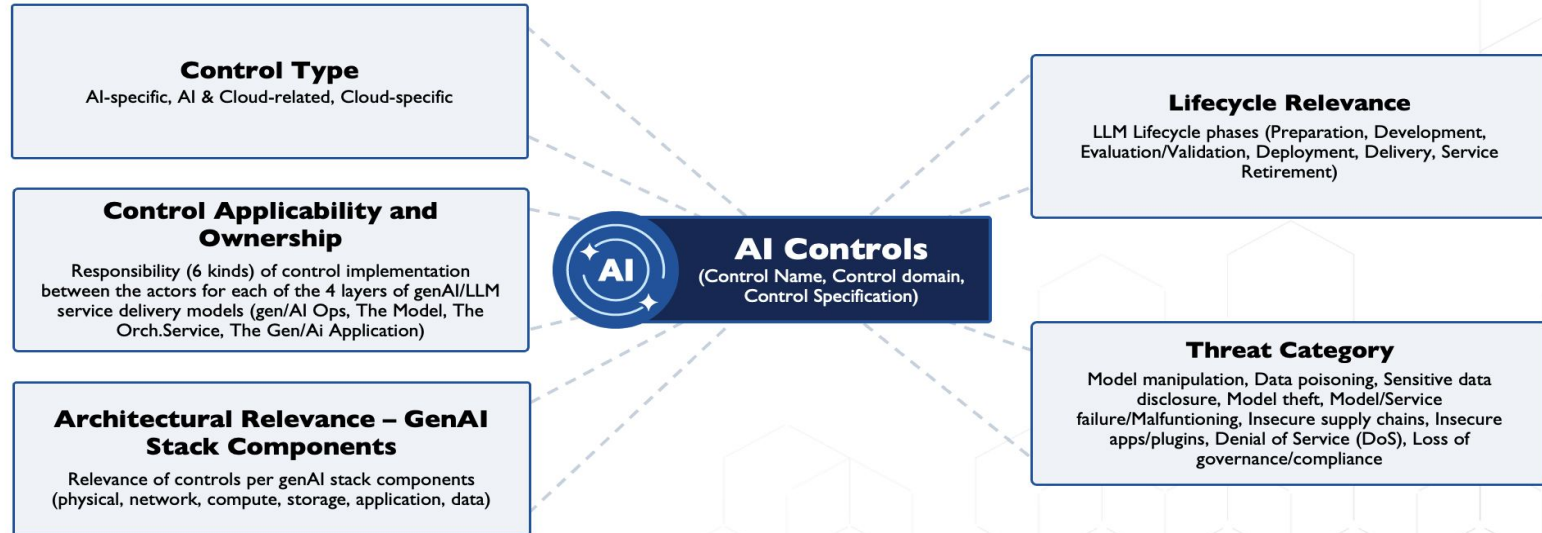 Control Type
AI-specific, AI & Cloud-related, Cloud-specific
Control Applicability and
Ownership
Responsibility (6 kinds) of control implementation
between the actors for each of the 4 layers of genAI/LLM
service delivery models (gen/AI Ops, The Model, The
Orch.Service, The Gen/Ai Application)
Architectural Relevance – GenAI
Stack Components
Relevance of controls per genAI stack components
(physical, network, compute, storage, application, data)
AI
AI Controls
(Control Name, Control domain,
Control Specification)
Lifecycle Relevance
LLM Lifecycle phases (Preparation, Development,
Evaluation/Validation, Deployment, Delivery, Service
Retirement)
Threat Category
Model manipulation, Data poisoning, Sensitive data
disclosure, Model theft, Model/Service
failure/Malfuntioning, Insecure supply chains, Insecure
apps/plugins, Denial of Service (DoS), Loss of
governance/compliance